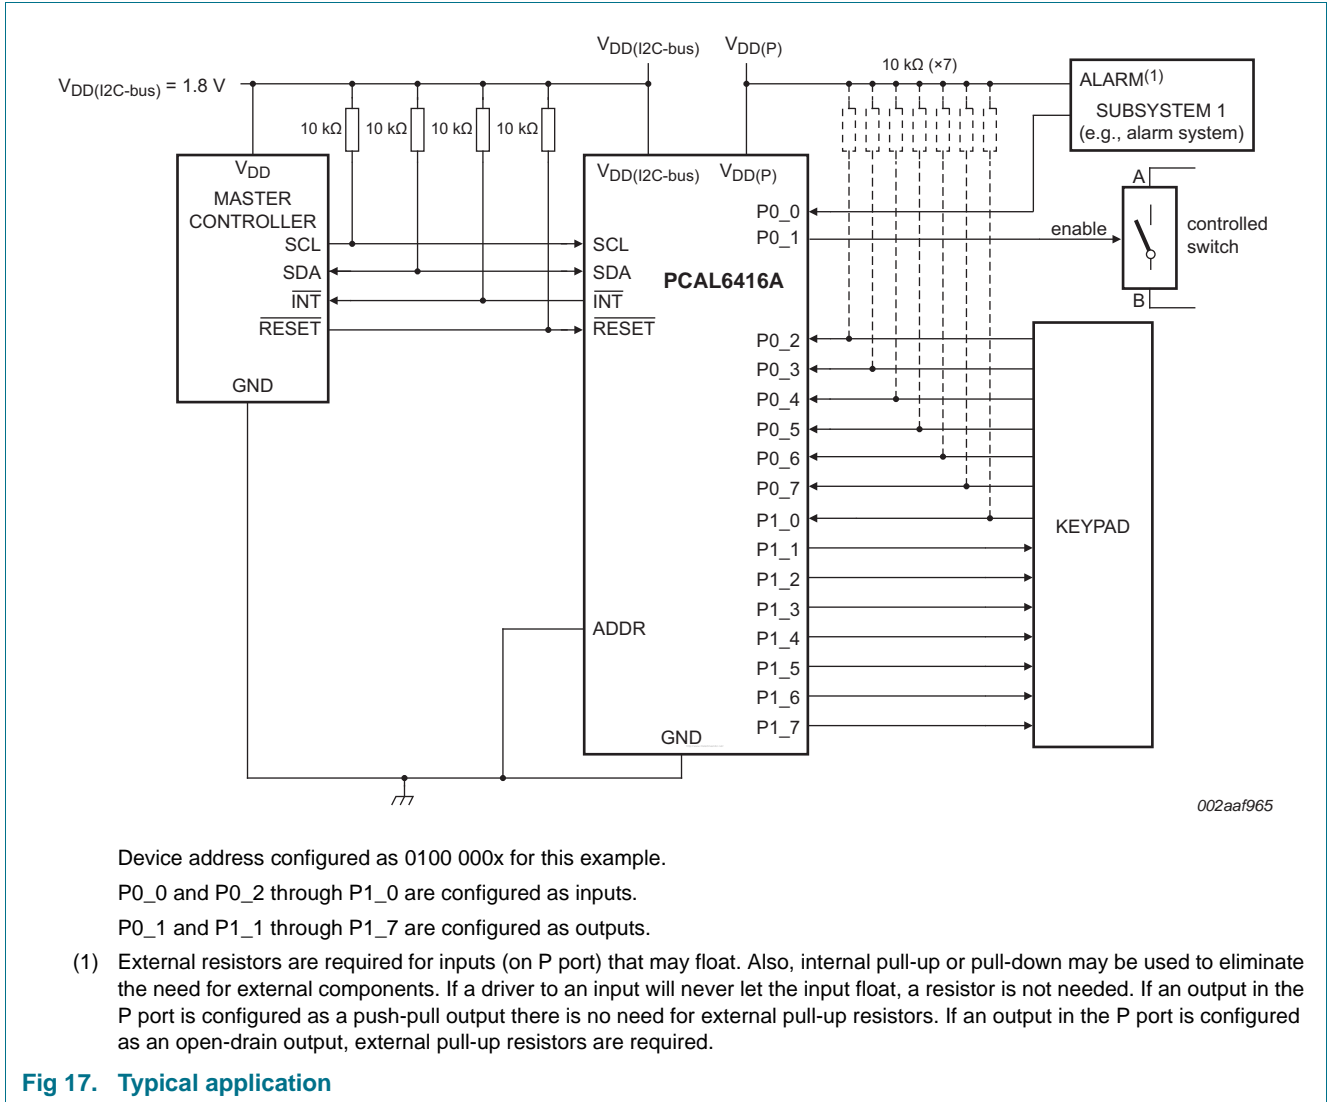 VDD(I2C-bus) VDD(P)
VDD(I2C-bus) = 1.8 V
10 kΩ (×7)
ALARM(1)
SUBSYSTEM 1
(e.g., alarm system)
10 kΩ 10 kΩ 10 kΩ 10 kΩ
VDD
MASTER
CONTROLLER
SCL
SDA
INT
RESET
GND
VDD(I2C-bus) VDD(P)
SCL
SDA
INT
RESET
PCAL6416A
ADDR
GND
P0_0
P0_1
P0_2
P0_3
P0_4
P0_5
P0_6
P0_7
P1_0
P1_1
P1_2
P1_3
P1_4
P1_5
P1_6
P1_7
enable
A
B
controlled
switch
KEYPAD
002aaf965
Device address configured as 0100 000x for this example.
P0_0 and P0_2 through P1_0 are configured as inputs.
P0_1 and P1_1 through P1_7 are configured as outputs.
(1) External resistors are required for inputs (on P port) that may float. Also, internal pull-up or pull-down may be used to eliminate
the need for external components. If a driver to an input will never let the input float, a resistor is not needed. If an output in the
P port is configured as a push-pull output there is no need for external pull-up resistors. If an output in the P port is configured
as an open-drain output, external pull-up resistors are required.
Fig 17. Typical application